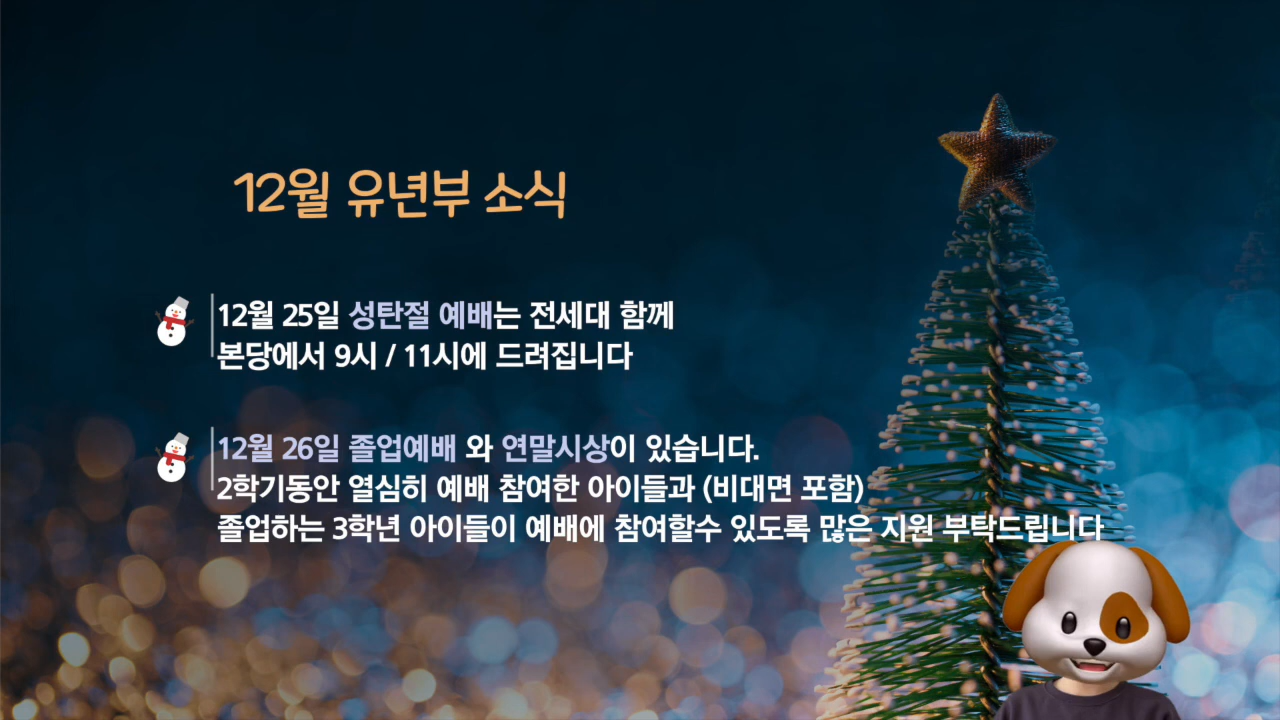 12월 유년부 소식
12월 25일 성탄절 예배는 전세대 함께
본당에서 9시 / 11시에 드려집니다
12월 26일 졸업예배 와 연말시상이 있습니다.
2학기동안 열심히 예배 참여한 아이들과 (비대면 포함)
졸업하는 3학년 아이들이 예배에 참여할수 있도록 많은 지원 부탁드립니다